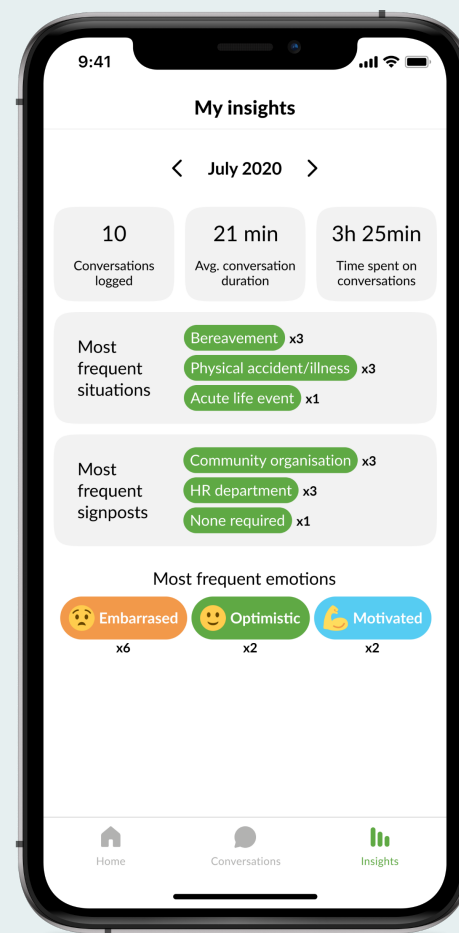 9:41
My insights
July 2020
10
Conversations
logged
21 min
Avg. conversation
duration
3h 25min
Time spent on
conversations
Most
frequent
situations
Bereavement x3
Physical accident/illness x3
Acute life event x1
Most
frequent
signposts
Community organisation x3
HR department x3
None required x1
Most frequent emotions
Embarrased
x6
Optimistic
x2
Motivated
x2
Home
Conversations
Insights